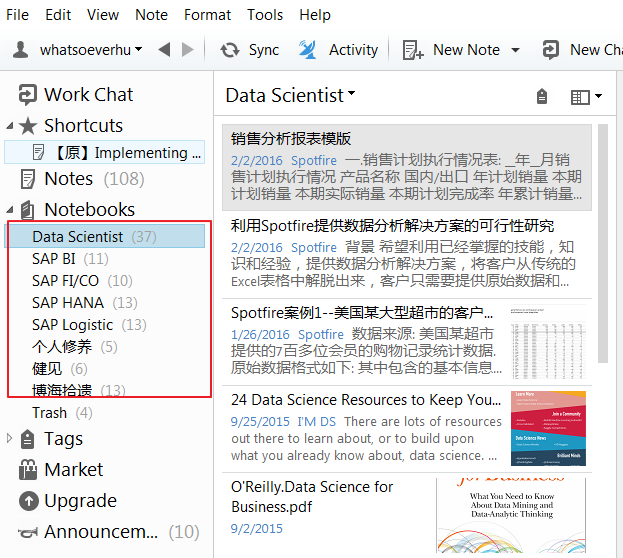 File Edit View Note Format Tools Help
whatsoeverhu Sync Activity New Note New Cha
Work Chat
Shortcuts
【原】Implementing ...
Notes (108)
Notebooks
Data Scientist (37)
SAP BI (11)
SAP FI/CO (10)
SAP HANA (13)
SAP Logistic (13)
个人修养 (5)
健见 (6)
博海拾遗 (13)
Trash (4)
Tags
Market
Upgrade
Announcem... (10)
Data Scientist
销售分析报表模版
2/2/2016 Spotfire 一.销售计划执行情况表: __年__月销
售计划执行情况 产品名称 国内/出口 年计划销量 本期
计划销量 本期实际销量 本期计划完成率 年累计销量...
利用Spotfire提供数据分析解决方案的可行性研究
2/2/2016 Spotfire 背景 希望利用已经掌握的技能，知
识和经验，提供数据分析解决方案，将客户从传统的
Excel表格中解脱出来，客户只需要提供原始数据和...
Spotfire案例1--美国某大型超市的客户...
1/26/2016 Spotfire 数据来源: 美国某超市
提供的7百多位会员的购物记录统计数据.
原始数据格式如下: 其中包含的基本信息...
24 Data Science Resources to Keep You...
9/25/2015 I'M DS There are lots of resources
out there to learn about, or to build upon
what you already know about, data science. ...
Learn More
Join a Community
Data Science News
Brilliant Minds
O'Reilly.Data Science for
Business.pdf
9/2/2015
for Business
What You Need to Know
About Data Mining and
Data-Analytic Thinking